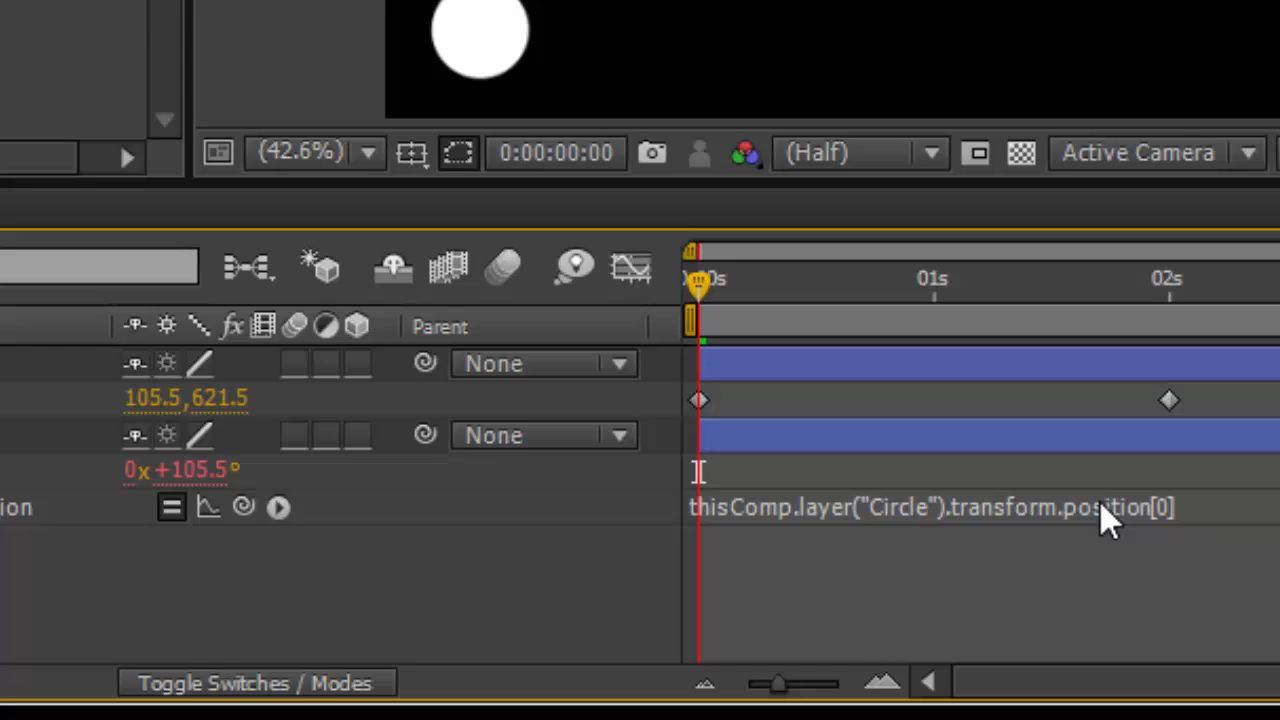 (42.6%)
0:00:00:00
(Half)
Active Camera
01s
02s
fx
Parent
None
105.5,621.5
None
0x +105.5°
ion
thisComp.layer("Circle").transform.position[0]
Toggle Switches / Modes